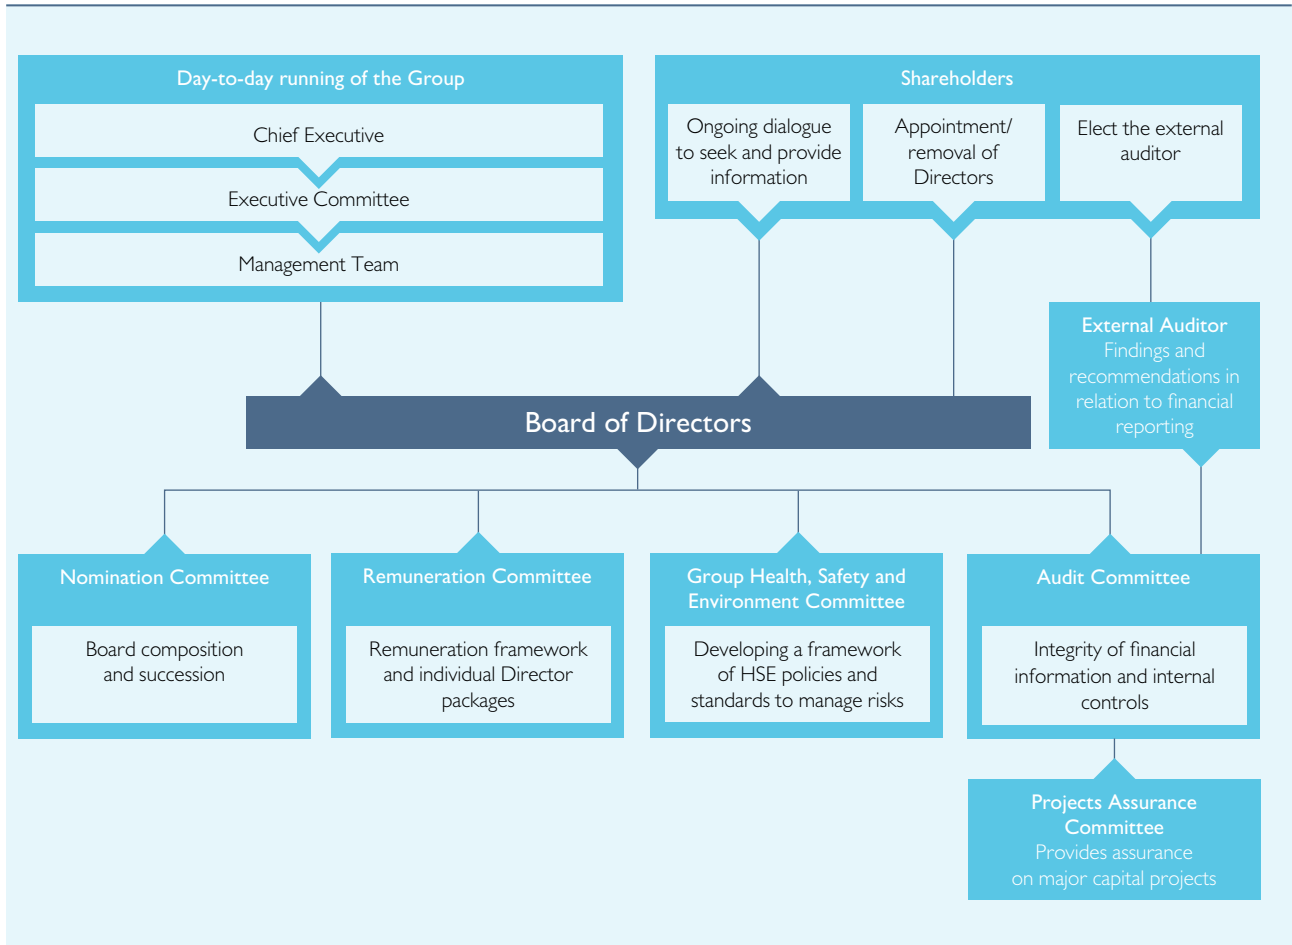 Day-to-day running of the Group
Chief Executive
Executive Committee
Management Team
Shareholders
Ongoing dialogue
to seek and provide
information
Appointment/
removal of
Directors
Elect the external
auditor
External Auditor
Findings and
recommendations in
relation to financial
reporting
Board of Directors
Nomination Committee
Board composition
and succession
Remuneration Committee
Remuneration framework
and individual Director
packages
Group Health, Safety and
Environment Committee
Developing a framework
of HSE policies and
standards to manage risks
Audit Committee
Integrity of financial
information and internal
controls
Projects Assurance
Committee
Provides assurance
on major capital projects